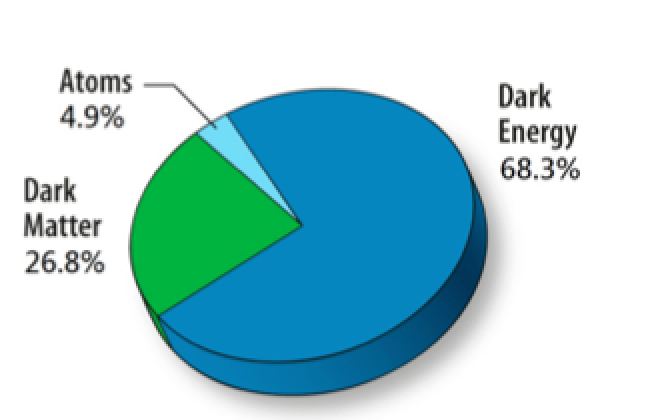 Atoms
4.9%
Dark
Energy
68.3%
Dark
Matter
26.8%